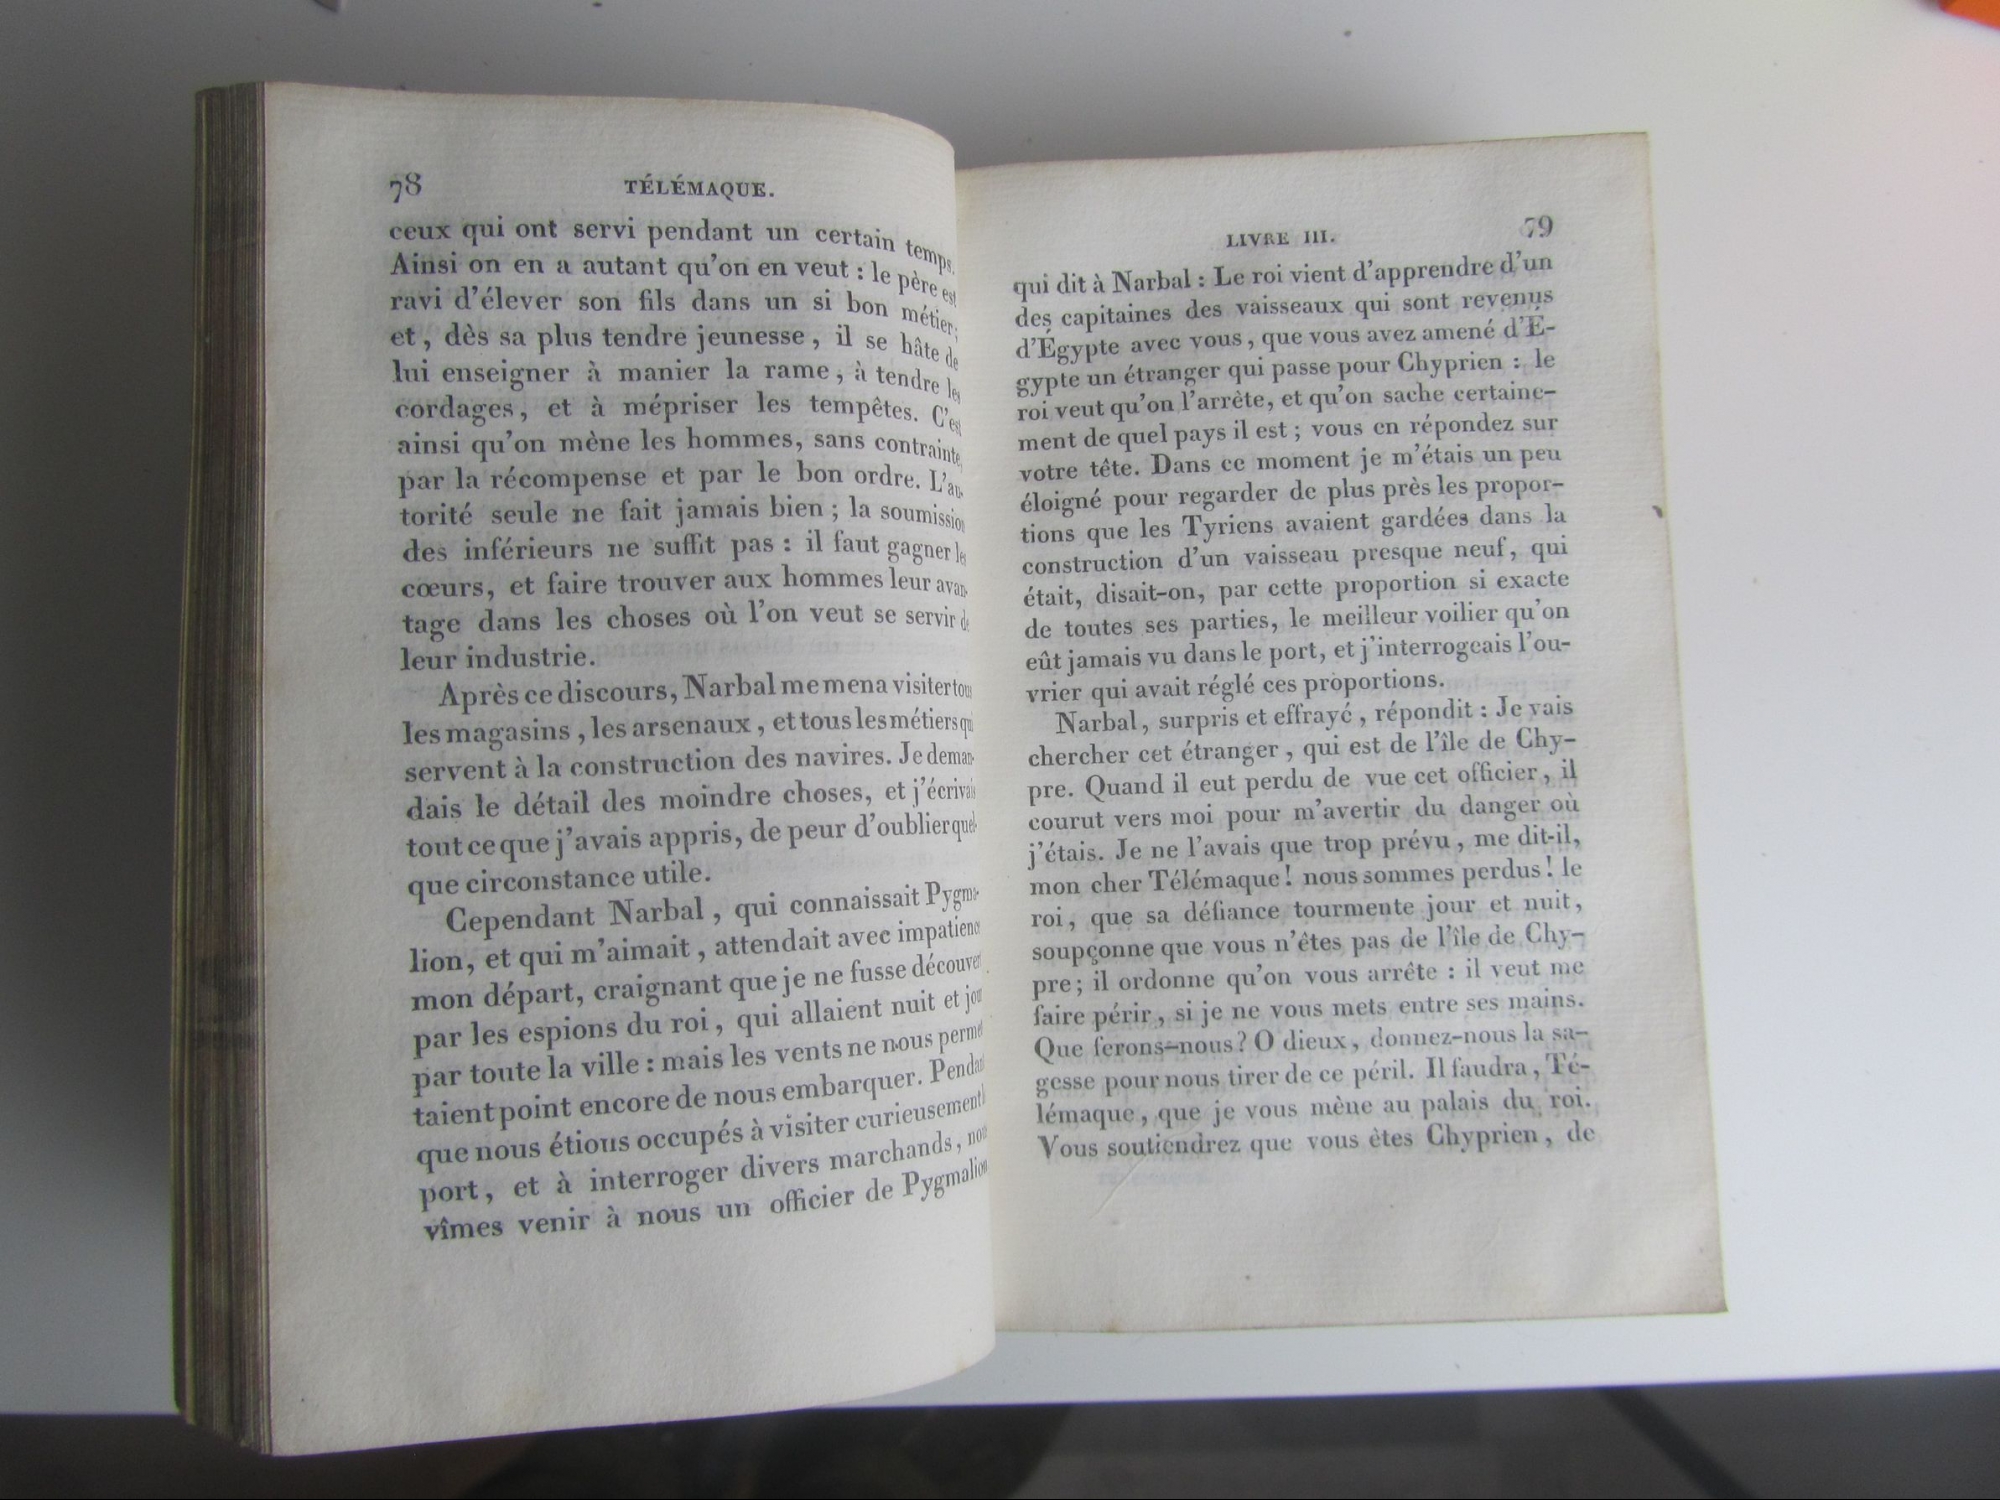 78 TÉLÉMAQUE.
ceux qui ont servi pendant un certain temps.
Ainsi on en a autant qu'on en veut : le père est
ravi d'élever son fils dans un si bon métier;
et, dès sa plus tendre jeunesse, il se hâte de
lui enseigner à manier la rame, à tendre les
cordages, et à mépriser les tempêtes. C'est
ainsi qu'on mène les hommes, sans contrainte,
par la récompense et par le bon ordre. L'au-
torité seule ne fait jamais bien; la soumission
des inférieurs ne suffit pas : il faut gagner les
cœurs, et faire trouver aux hommes leur avan-
tage dans les choses où l'on veut se servir de
leur industrie.
Après ce discours, Narbal me mena visiter tous
les magasins, les arsenaux, et tous les métiers qui
servent à la construction des navires. Je deman-
dais le détail des moindre choses, et j'écrivais
tout ce que j'avais appris, de peur d'oublier quel-
que circonstance utile.
Cependant Narbal, qui connaissait Pygma-
lion, et qui m'aimait, attendait avec impatience
mon départ, craignant que je ne fusse découvert
par les espions du roi, qui allaient nuit et jour
par toute la ville : mais les vents ne nous permet-
taient point encore de nous embarquer. Pendant
que nous étions occupés à visiter curieusement le
port, et à interroger divers marchands, nous
vîmes venir à nous un officier de Pygmalion
LIVRE III. 79
qui dit à Narbal : Le roi vient d'apprendre d'un
des capitaines des vaisseaux qui sont revenus
d'Égypte avec vous, que vous avez amené d'É-
gypte un étranger qui passe pour Chyprien : le
roi veut qu'on l'arrète, et qu'on sache certaine-
ment de quel pays il est; vous en répondez sur
votre tête. Dans ce moment je m'étais un peu
éloigné pour regarder de plus près les propor-
tions que les Tyriens avaient gardées dans la
construction d'un vaisseau presque neuf, qui
était, disait-on, par cette proportion si exacte
de toutes ses parties, le meilleur voilier qu'on
eût jamais vu dans le port, et j'interrogeais l'ou-
vrier qui avait réglé ces proportions.
Narbal, surpris et effrayé, répondit : Je vais
chercher cet étranger, qui est de l'île de Chy-
pre. Quand il eut perdu de vue cet officier, il
courut vers moi pour m'avertir du danger où
j'étais. Je ne l'avais que trop prévu, me dit-il,
mon cher Télémaque! nous sommes perdus! le
roi, que sa défiance tourmente jour et nuit,
soupçonne que vous n'êtes pas de l'île de Chy-
pre; il ordonne qu'on vous arrête : il veut me
faire périr, si je ne vous mets entre ses mains.
Que ferons-nous? O dieux, donnez-nous la sa-
gesse pour nous tirer de ce péril. Il faudra, Té-
lémaque, que je vous mène au palais du roi.
Vous soutiendrez que vous ètes Chyprien, de